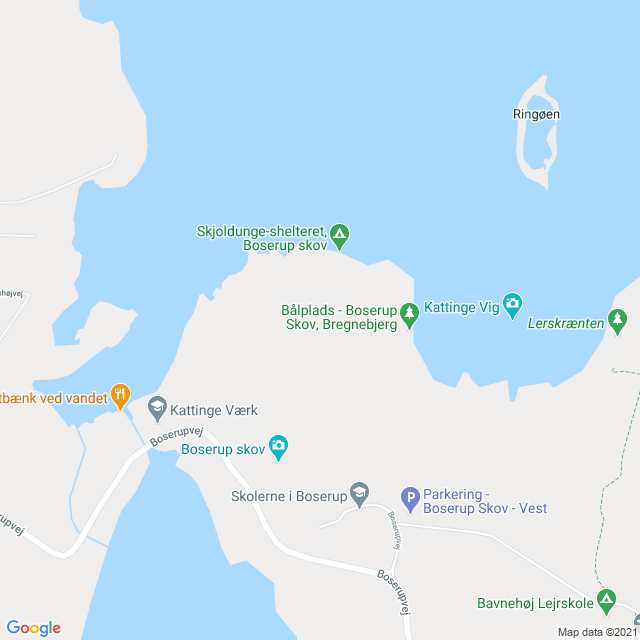 Ringøen
Skjoldunge-shelteret,
Boserup skov
Bålplads - Boserup
Skov, Bregnebjerg
Kattinge Vig
Lerskrænten
tbænk ved vandet
Kattinge Værk
Boserupvej
Boserup skov
Skolerne i Boserup
Parkering -
Boserup Skov - Vest
Boserupvej
Boserupvej
Bavnehøj Lejrskole
Google
Map data ©2021